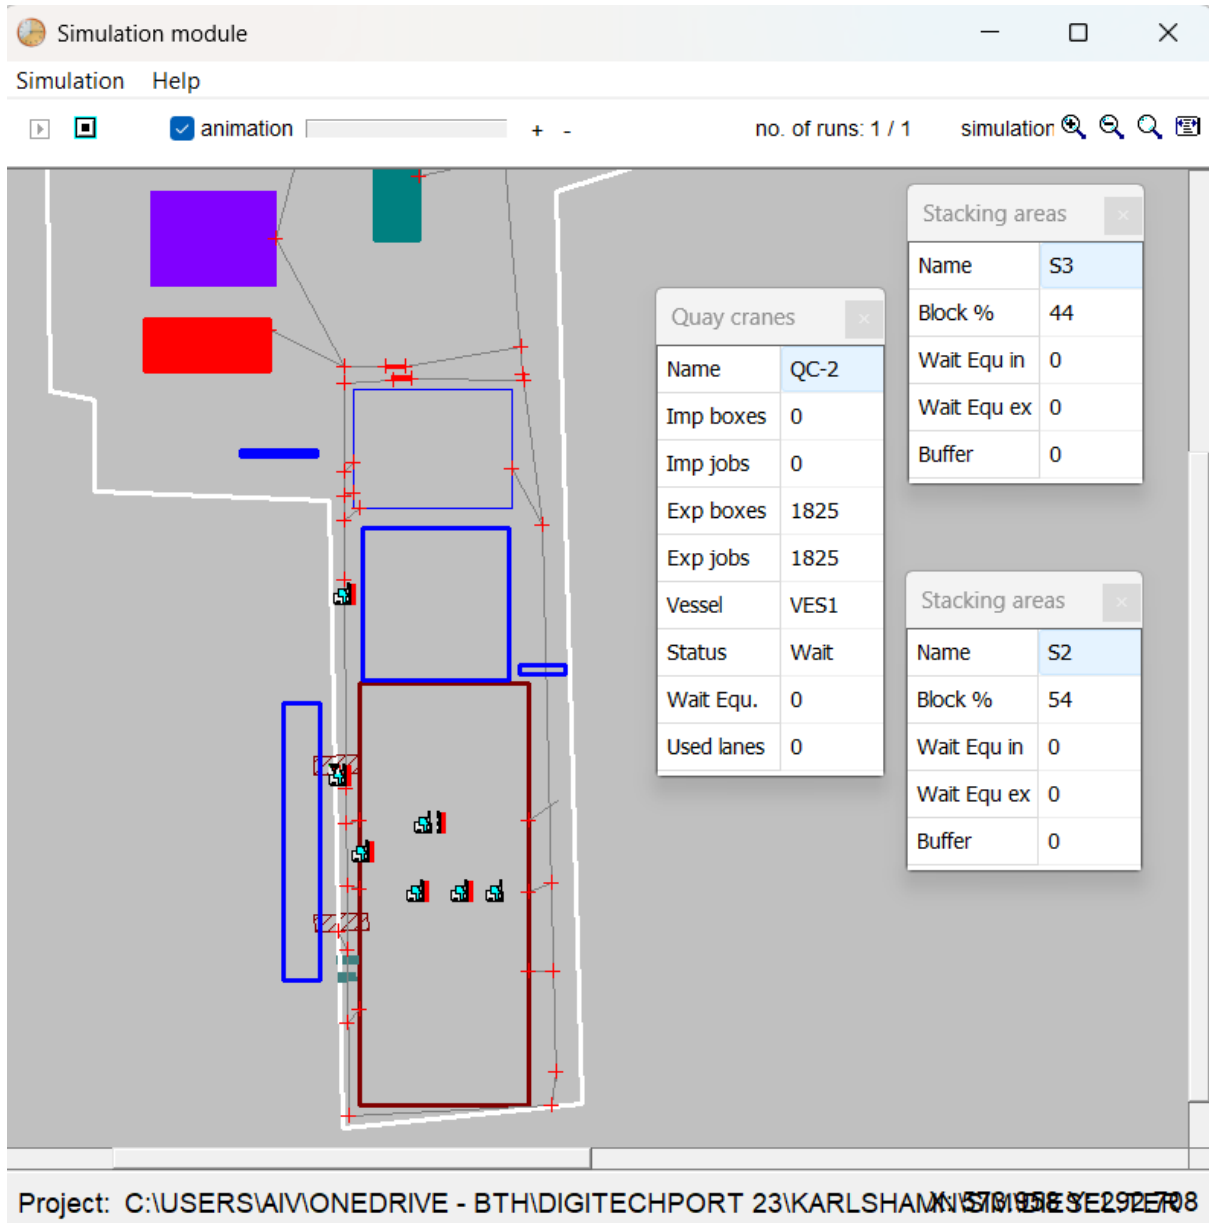 Simulation module
Simulation Help
animation + - no. of runs: 1 / 1 simulation
Stacking areas
Name S3
Block % 44
Wait Equ in 0
Wait Equ ex 0
Buffer 0
Quay cranes
Name QC-2
Imp boxes 0
Imp jobs 0
Exp boxes 1825
Exp jobs 1825
Vessel VES1
Status Wait
Wait Equ. 0
Used lanes 0
Stacking areas
Name S2
Block % 54
Wait Equ in 0
Wait Equ ex 0
Buffer 0
Project: C:\USERS\AIV\ONEDRIVE - BTH\DIGITECHPORT 23\KARLSHAMN\